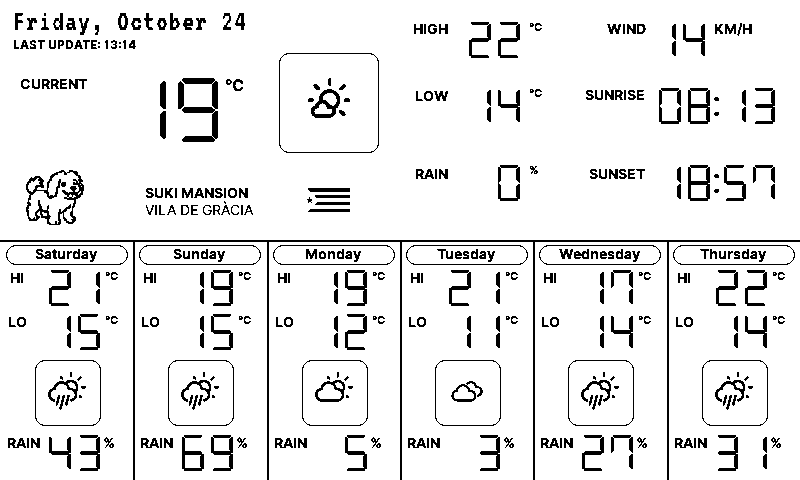 Friday, October 24
LAST UPDATE: 13:14
CURRENT 19 °C
HIGH 22 °C
WIND 14 KM/H
LOW 14 °C
SUNRISE 08:13
RAIN 0 %
SUNSET 18:57
SUKI MANSION
VILA DE GRÀCIA
Saturday
HI 21 °C
LO 15 °C
RAIN 43 %
Sunday
HI 19 °C
LO 15 °C
RAIN 69 %
Monday
HI 19 °C
LO 12 °C
RAIN 5 %
Tuesday
HI 21 °C
LO 11 °C
RAIN 3 %
Wednesday
HI 17 °C
LO 14 °C
RAIN 27 %
Thursday
HI 22 °C
LO 14 °C
RAIN 31 %